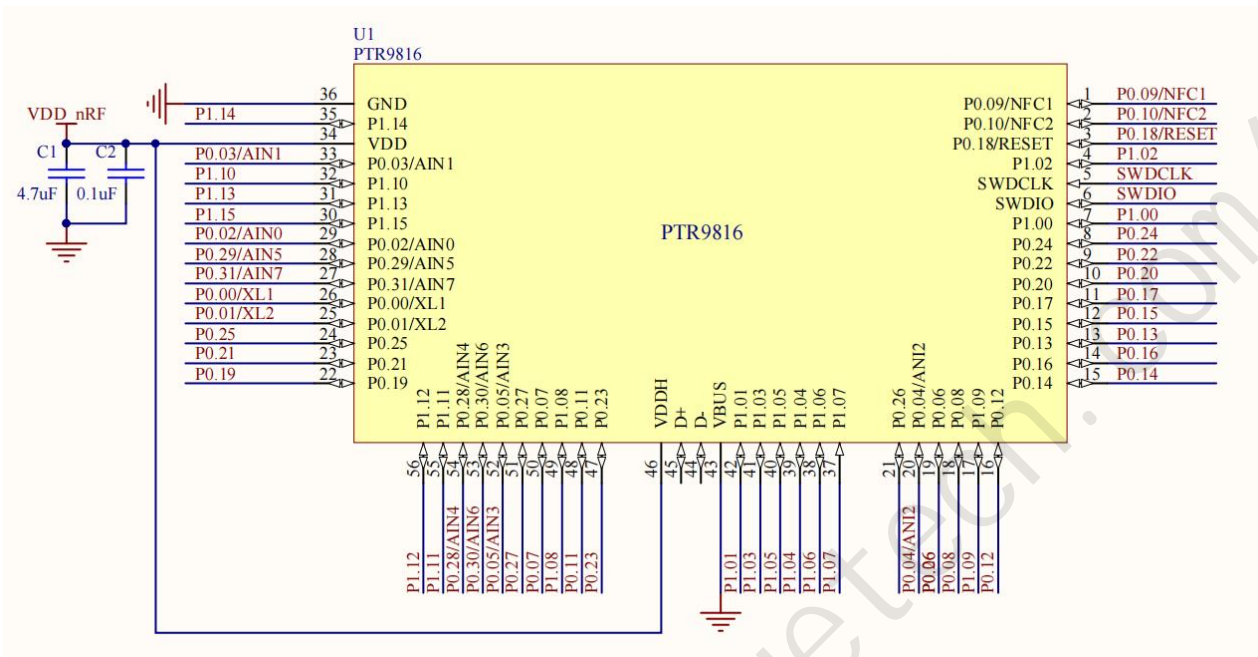 U1
PTR9816
VDD_nRF
C1
4.7uF
C2
0.1uF
PTR9816
36 GND
P1.14 35 P1.14
34 VDD
P0.03/AIN1 33 P0.03/AIN1
P1.10 32 P1.10
P1.13 31 P1.13
P1.15 30 P1.15
P0.02/AIN0 29 P0.02/AIN0
P0.29/AIN5 28 P0.29/AIN5
P0.31/AIN7 27 P0.31/AIN7
P0.00/XL1 26 P0.00/XL1
P0.01/XL2 25 P0.01/XL2
P0.25 24 P0.25
P0.21 23 P0.21
P0.19 22 P0.19
P0.09/NFC1 1 P0.09/NFC1
P0.10/NFC2 2 P0.10/NFC2
P0.18/RESET 3 P0.18/RESET
P1.02 4 P1.02
SWDCLK 5 SWDCLK
SWDIO 6 SWDIO
P1.00 7 P1.00
P0.24 8 P0.24
P0.22 9 P0.22
P0.20 10 P0.20
P0.17 11 P0.17
P0.15 12 P0.15
P0.13 13 P0.13
P0.16 14 P0.16
P0.14 15 P0.14
P1.12 56 P1.12
P1.11 55 P1.11
P0.28/AIN4 54 P0.28/AIN4
P0.30/AIN6 53 P0.30/AIN6
P0.05/AIN3 52 P0.05/AIN3
P0.27 51 P0.27
P0.07 50 P0.07
P1.08 49 P1.08
P0.11 48 P0.11
P0.23 47 P0.23
VDDH 46
D+ 45
D- 44
VBUS 43
P1.01 42 P1.01
P1.03 41 P1.03
P1.05 40 P1.05
P1.04 39 P1.04
P1.06 38 P1.06
P1.07 37 P1.07
P0.26 21
P0.04/ANI2 20 P0.04/ANI2
P0.06 19
P0.08 18 P0.08
P1.09 17 P1.09
P0.12 16 P0.12